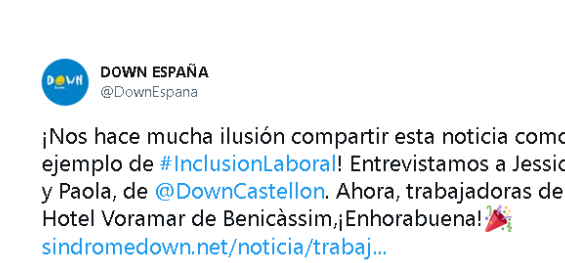 DOWN
DOWN ESPAÑA
@DownEspana
¡Nos hace mucha ilusión compartir esta noticia como
ejemplo de #InclusionLaboral! Entrevistamos a Jessic
y Paola, de @DownCastellon. Ahora, trabajadoras de
Hotel Voramar de Benicàssim,¡Enhorabuena!🎉
sindromedown.net/noticia/trabaj...